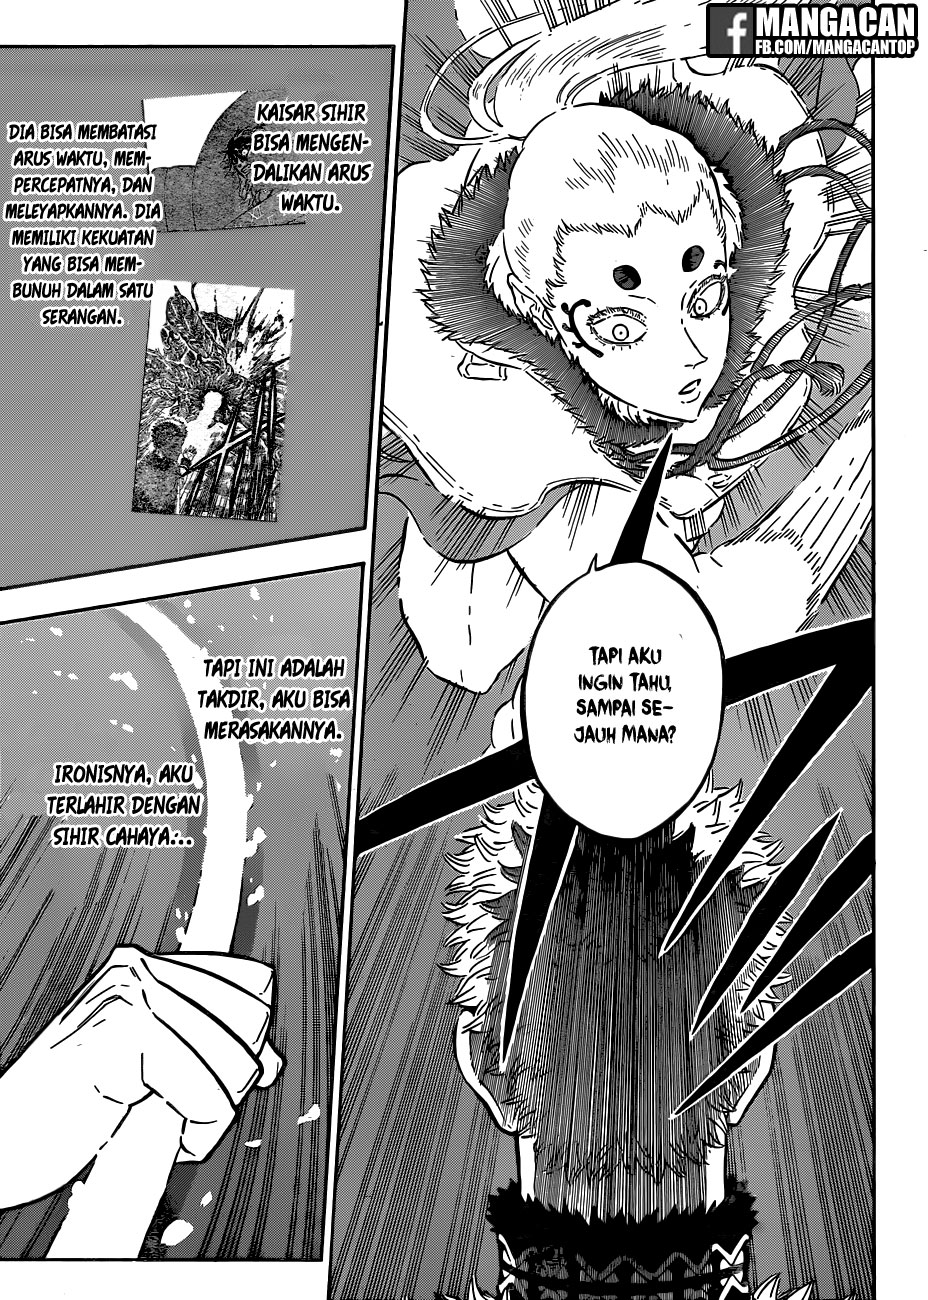 f MANGACAN
FB.COM/MANGACANTOP
TAPI AKU
INGIN TAHU,
SAMPAI SE-
JAUH MANA?
KAISAR SIHIR
BISA MENGEN-
DALIKAN ARUS
WAKTU.
DIA BISA MEMBATASI
ARUS WAKTU, MEM-
PERCEPATNYA, DAN
MELEYAPKANNYA. DIA
MEMILIKI KEKUATAN
YANG BISA MEM-
BUNUH DALAM SATU
SERANGAN.
TAPI INI ADALAH
TAKDIR, AKU BISA
MERASAKANNYA.
IRONISNYA, AKU
TERLAHIR DENGAN
SIHIR CAHAYA...